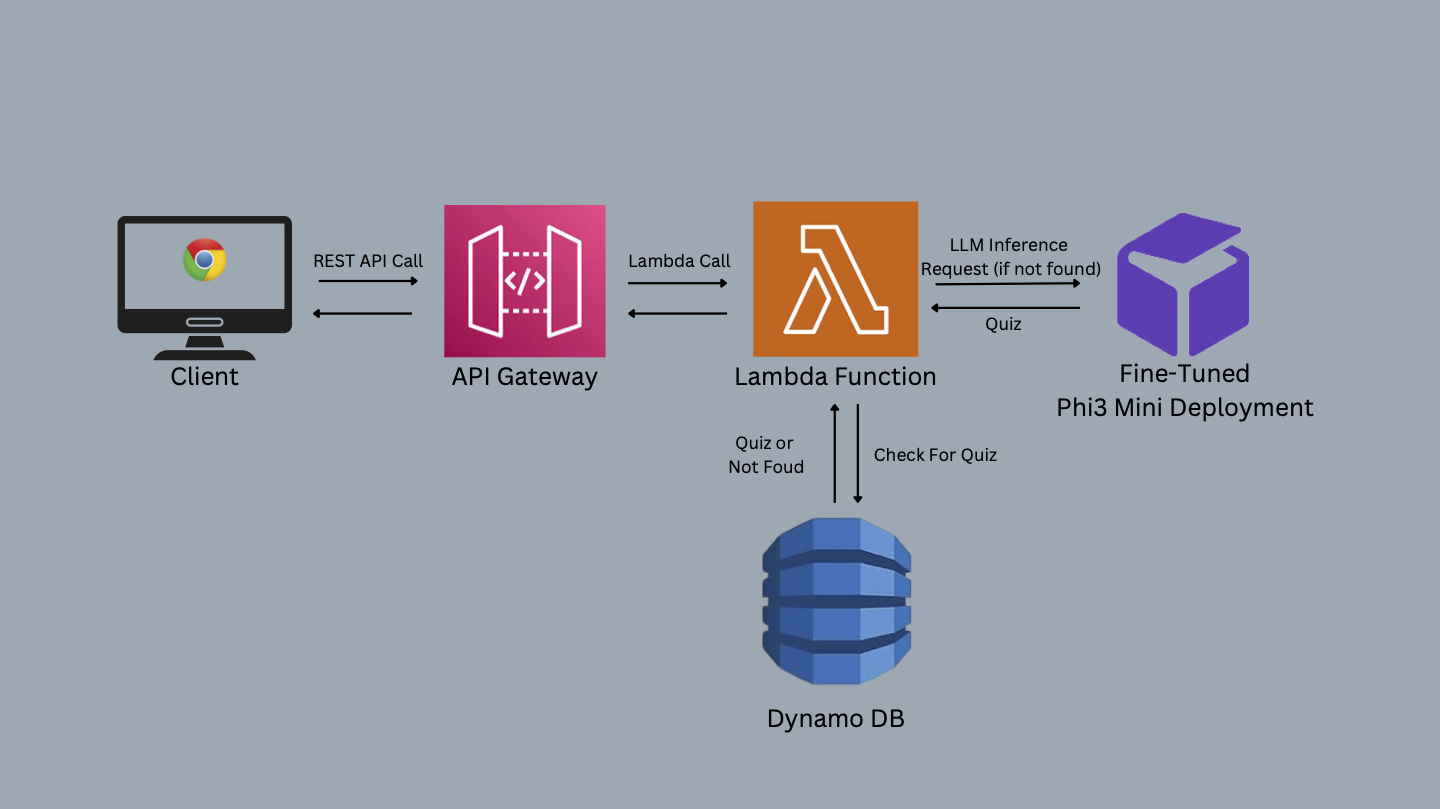 REST API Call
Lambda Call
LLM Inference
Request (if not found)
Quiz
</>
Client
API Gateway
Lambda Function
Fine-Tuned
Phi3 Mini Deployment
Quiz or
Not Foud
Check For Quiz
Dynamo DB